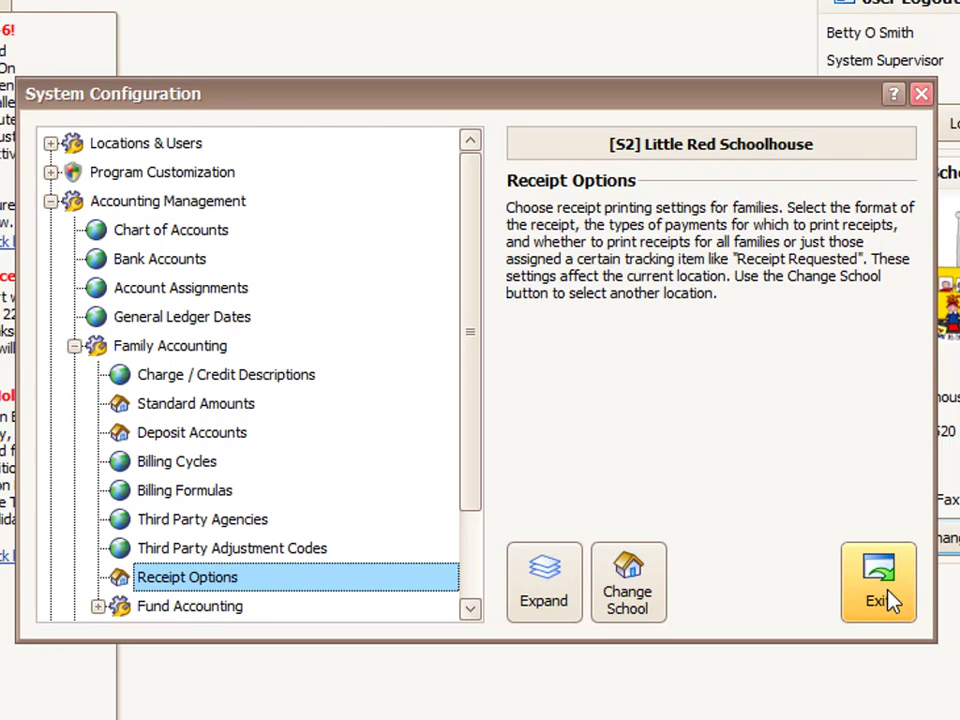 6!
Betty O Smith
System Supervisor
System Configuration
?
Locations & Users
Program Customization
Accounting Management
Chart of Accounts
Bank Accounts
Account Assignments
General Ledger Dates
Family Accounting
Charge / Credit Descriptions
Standard Amounts
Deposit Accounts
Billing Cycles
Billing Formulas
Third Party Agencies
Third Party Adjustment Codes
Receipt Options
Fund Accounting
[S2] Little Red Schoolhouse
Receipt Options
Choose receipt printing settings for families. Select the format of
the receipt, the types of payments for which to print receipts,
and whether to print receipts for all families or just those
assigned a certain tracking item like "Receipt Requested". These
settings affect the current location. Use the Change School
button to select another location.
Expand
Change
School
Exit
Fax